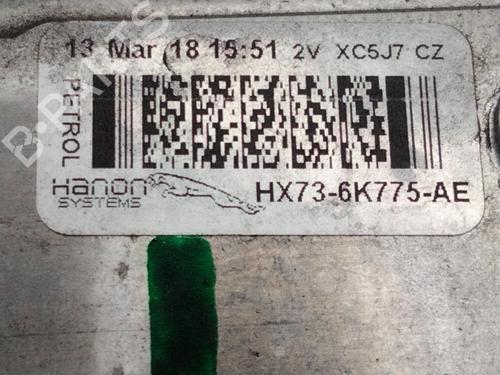 13 Mar 18 15:51 2V XC5J7 CZ
PETROL
Hanon
SYSTEMS
HX73-6K775-AE
B-PARTS